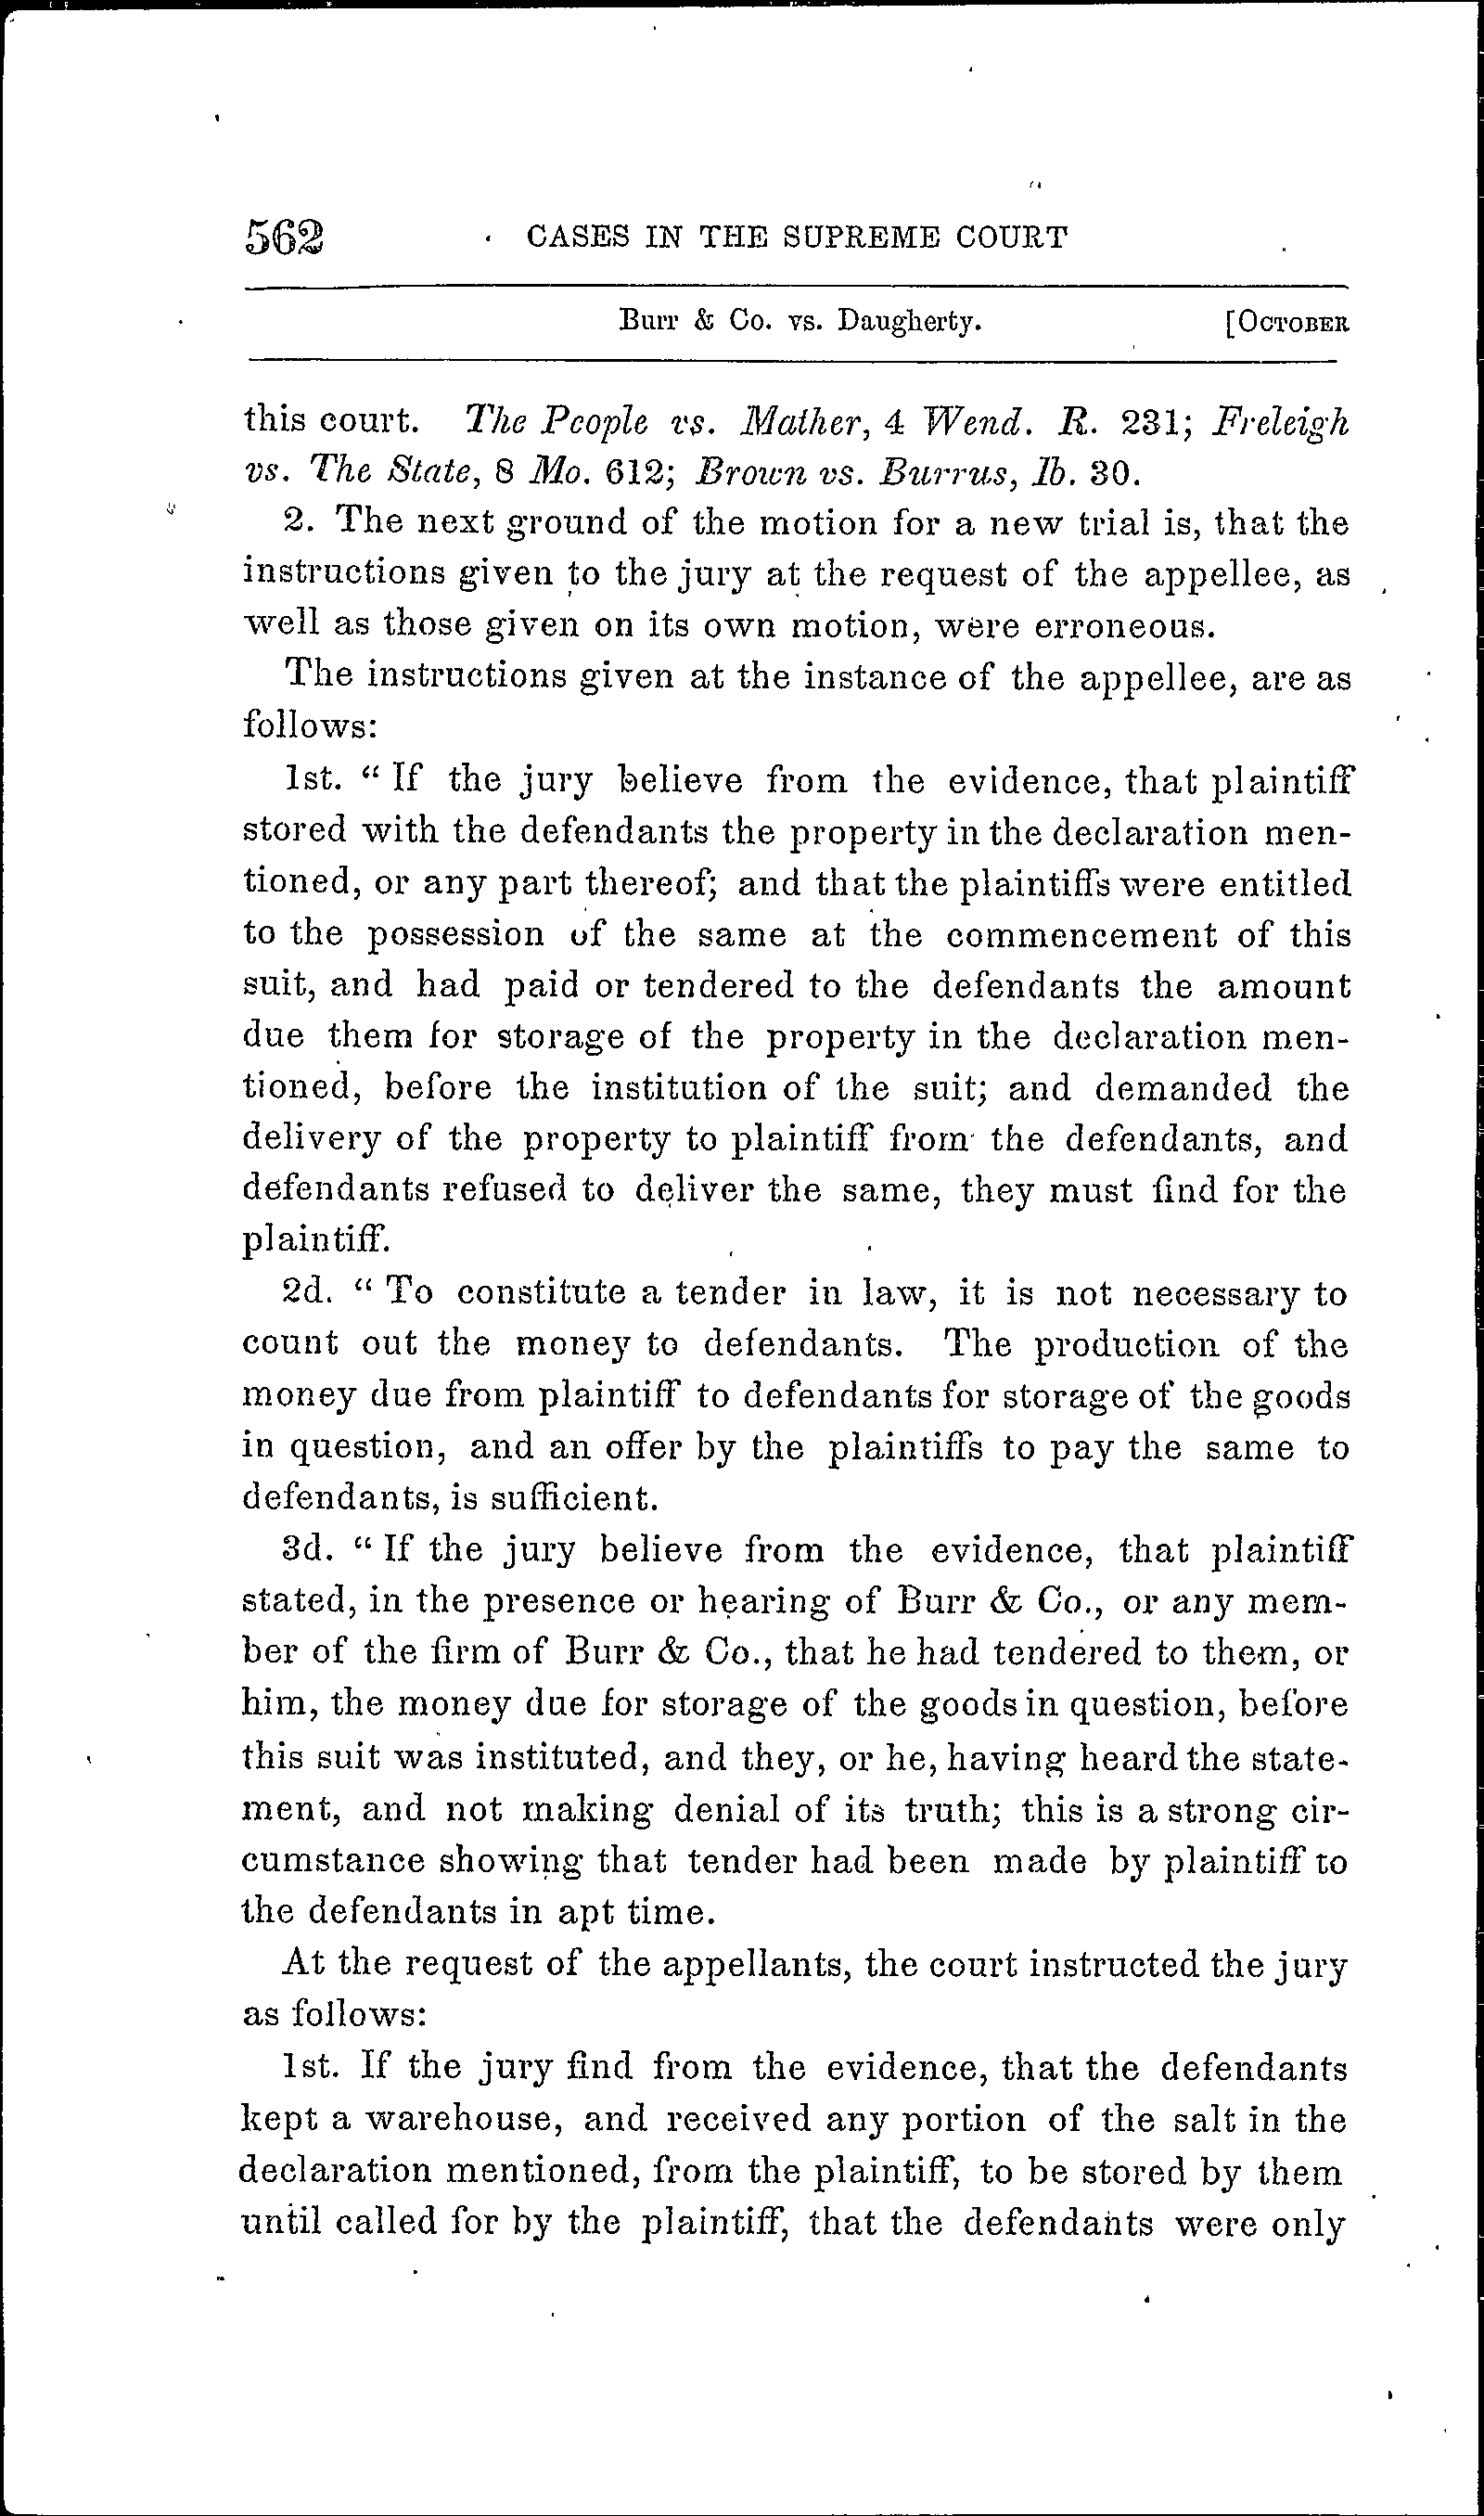 562 CASES IN THE SUPREME COURT
Burr & Co. vs. Daugherty. [OCTOBER
this court. The People vs. Mather, 4 Wend. R. 231; Freleigh
vs. The State, 8 Mo. 612; Brown vs. Burrus, Ib. 30.
2. The next ground of the motion for a new trial is, that the
instructions given to the jury at the request of the appellee, as
well as those given on its own motion, were erroneous.
The instructions given at the instance of the appellee, are as
follows:
1st. "If the jury believe from the evidence, that plaintiff
stored with the defendants the property in the declaration men-
tioned, or any part thereof; and that the plaintiffs were entitled
to the possession of the same at the commencement of this
suit, and had paid or tendered to the defendants the amount
due them for storage of the property in the declaration men-
tioned, before the institution of the suit; and demanded the
delivery of the property to plaintiff from the defendants, and
defendants refused to deliver the same, they must find for the
plaintiff.
2d. "To constitute a tender in law, it is not necessary to
count out the money to defendants. The production of the
money due from plaintiff to defendants for storage of the goods
in question, and an offer by the plaintiffs to pay the same to
defendants, is sufficient.
3d. "If the jury believe from the evidence, that plaintiff
stated, in the presence or hearing of Burr & Co., or any mem-
ber of the firm of Burr & Co., that he had tendered to them, or
him, the money due for storage of the goods in question, before
this suit was instituted, and they, or he, having heard the state-
ment, and not making denial of its truth; this is a strong cir-
cumstance showing that tender had been made by plaintiff to
the defendants in apt time.
At the request of the appellants, the court instructed the jury
as follows:
1st. If the jury find from the evidence, that the defendants
kept a warehouse, and received any portion of the salt in the
declaration mentioned, from the plaintiff, to be stored by them
until called for by the plaintiff, that the defendants were only